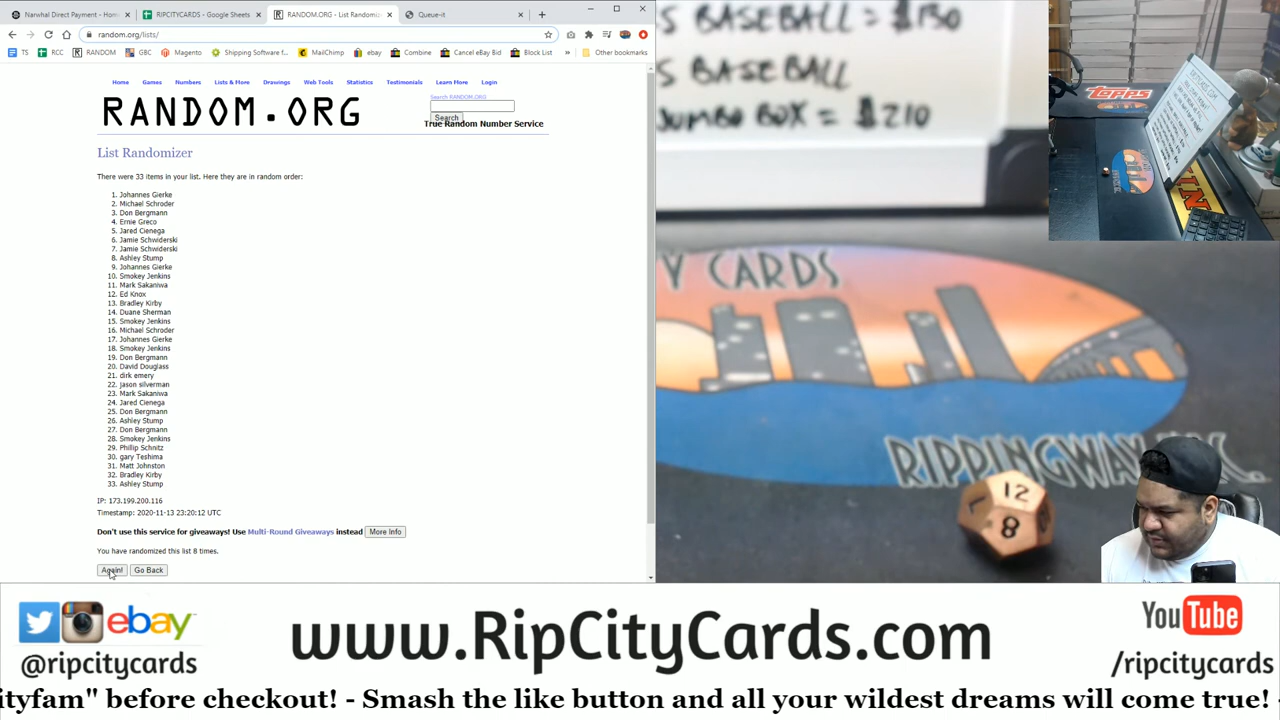 Narwhal Direct Payment - Hom
RIPCITYCARDS - Google Sheets
RANDOM.ORG - List Randomiz
Queue-it
random.org/lists/
TS
RCC
RANDOM
GBC
Magento
Shipping Software f...
MailChimp
ebay
Combine
Cancel eBay Bid
Block List
Other bookmarks
Home Games Numbers Lists & More Drawings Web Tools Statistics Testimonials Learn More Login
RANDOM.ORG
Search RANDOM.ORG
Search
True Random Number Service
List Randomizer
There were 33 items in your list. Here they are in random order:
1. Johannes Gierke
2. Michael Schroder
3. Don Bergmann
4. Ernie Greco
5. Jared Cienega
6. Jamie Schwiderski
7. Jamie Schwiderski
8. Ashley Stump
9. Johannes Gierke
10. Smokey Jenkins
11. Mark Sakaniwa
12. Ed Knox
13. Bradley Kirby
14. Duane Sherman
15. Smokey Jenkins
16. Michael Schroder
17. Johannes Gierke
18. Smokey Jenkins
19. Don Bergmann
20. David Douglass
21. dirk emery
22. jason silverman
23. Mark Sakaniwa
24. Jared Cienega
25. Don Bergmann
26. Ashley Stump
27. Don Bergmann
28. Smokey Jenkins
29. Phillip Schnitz
30. gary Teshima
31. Matt Johnston
32. Bradley Kirby
33. Ashley Stump
IP: 173.199.200.116
Timestamp: 2020-11-13 23:20:12 UTC
Don't use this service for giveaways! Use Multi-Round Giveaways instead More Info
You have randomized this list 8 times.
Again! Go Back
S BASEBALL = $130
S BASEBALL
JUMBO BOX = $210
TOPPS
Y CARDS
RIPPINGWAX, INC.
12
8
ebay
@ripcitycards
www.RipCityCards.com
YouTube
/ripcitycards
cityfam" before checkout! - Smash the like button and all your wildest dreams will come true!